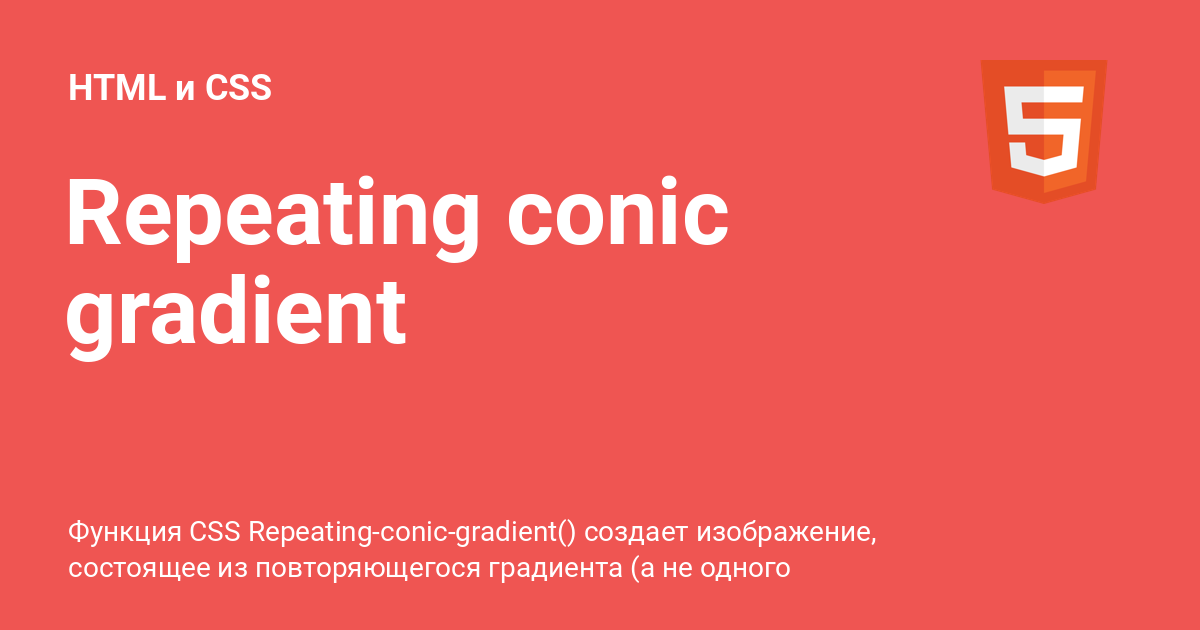 HTML и CSS
Repeating conic
gradient
Функция CSS Repeating-conic-gradient() создает изображение,
состоящее из повторяющегося градиента (а не одного